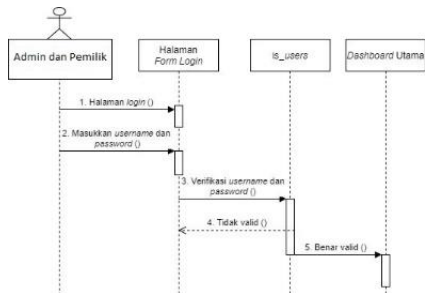 Admin dan Pemilik
Halaman
Form Login
is_users
Dashboard Utama
1. Halaman login ()
2. Masukkan username dan
password ()
3. Verifikasi username dan
password ()
4. Tidak valid ()
5. Benar valid ()